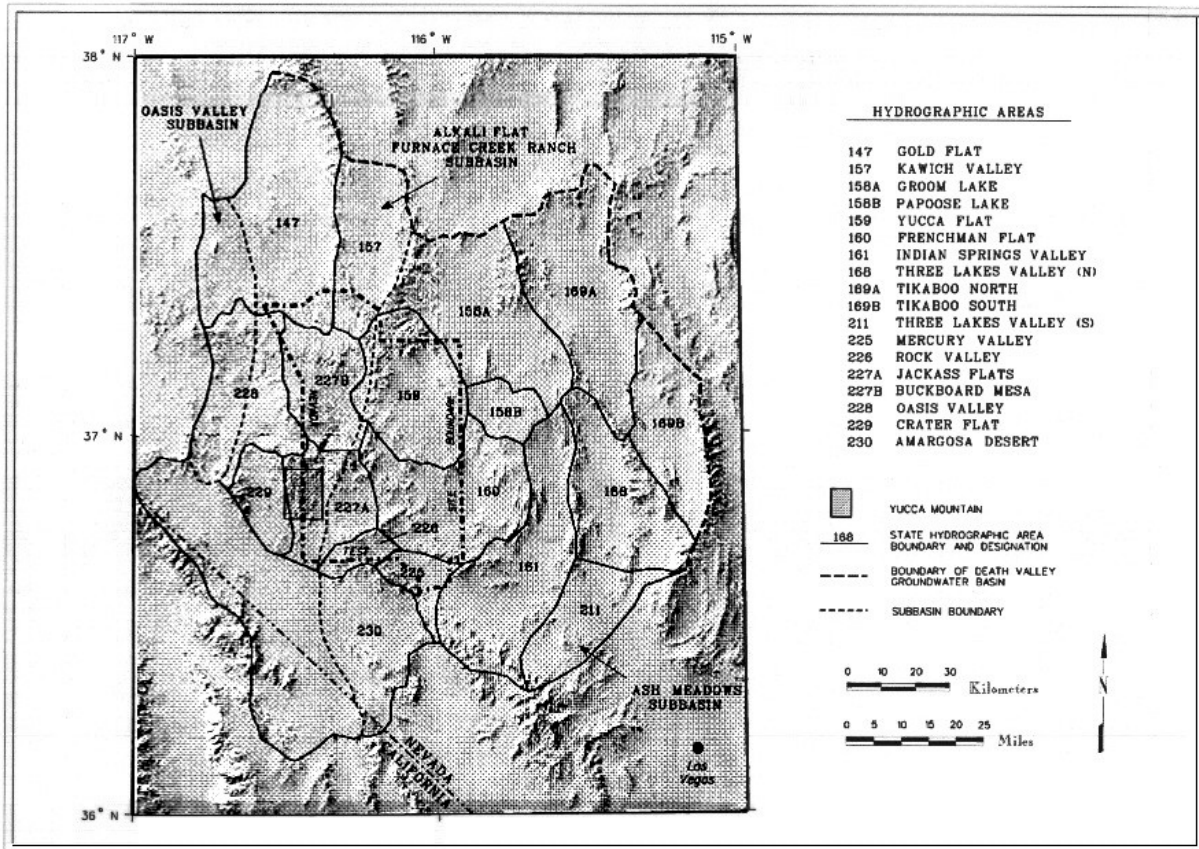 117° W
116° W
115° W
38° N
OASIS VALLEY
SUBBASIN
ALKALI FLAT
FURNACE CREEK RANCH
SUBBASIN
147
157
158A
169A
227B
159
228
158B
169B
NEVADA
BOUNDARY
37° N
229
227A
SITE
160
168
226
TEST
225
161
211
230
ASH MEADOWS
SUBBASIN
NEVADA
CALIFORNIA
Las
Vegas
36° N
HYDROGRAPHIC AREAS
147 GOLD FLAT
157 KAWICH VALLEY
158A GROOM LAKE
158B PAPOOSE LAKE
159 YUCCA FLAT
160 FRENCHMAN FLAT
161 INDIAN SPRINGS VALLEY
168 THREE LAKES VALLEY (N)
169A TIKABOO NORTH
169B TIKABOO SOUTH
211 THREE LAKES VALLEY (S)
225 MERCURY VALLEY
226 ROCK VALLEY
227A JACKASS FLATS
227B BUCKBOARD MESA
228 OASIS VALLEY
229 CRATER FLAT
230 AMARGOSA DESERT
YUCCA MOUNTAIN
168 STATE HYDROGRAPHIC AREA
BOUNDARY AND DESIGNATION
BOUNDARY OF DEATH VALLEY
GROUNDWATER BASIN
SUBBASIN BOUNDARY
0 10 20 30
Kilometers
0 5 10 15 20 25
Miles
N